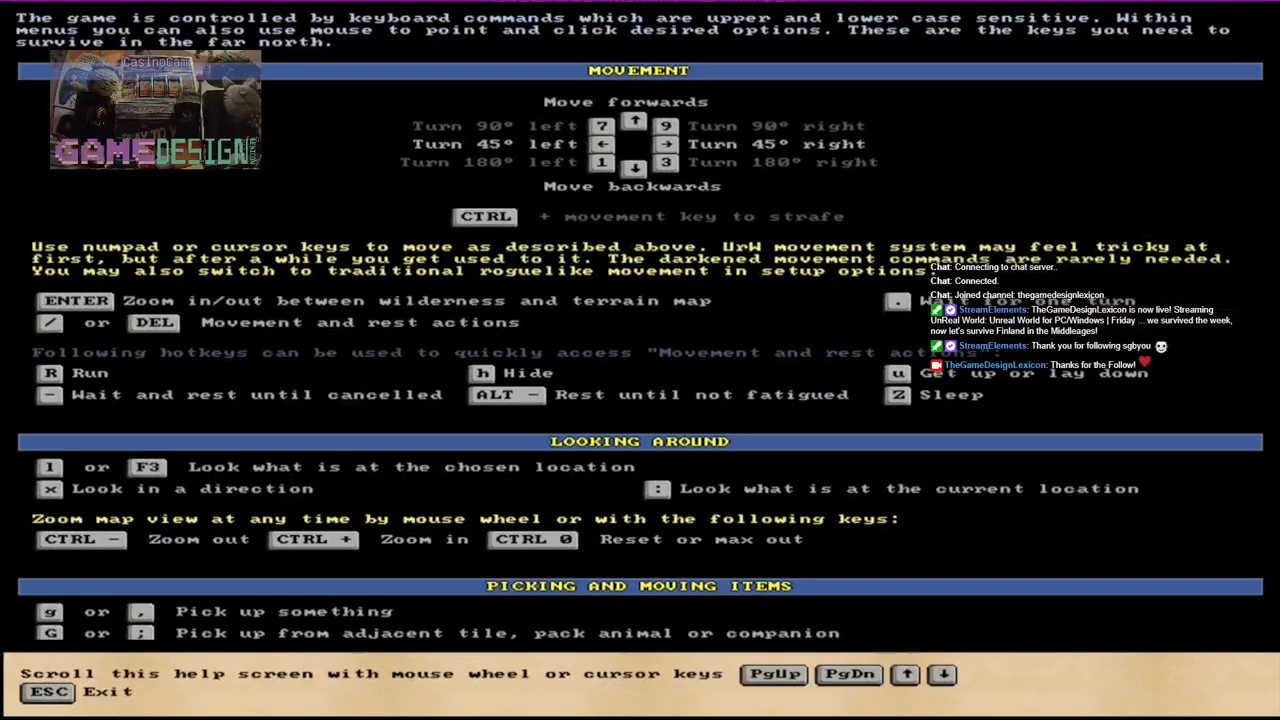 The game is controlled by keyboard commands which are upper and lower case sensitive. Within
menus you can also use mouse to point and click desired options. These are the keys you need to
survive in the far north.
CasinoCam
GAMEDESIGN
MOVEMENT
Move forwards
Turn 90° left 7 ↑ 9 Turn 90° right
Turn 45° left ← → Turn 45° right
Turn 180° left 1 ↓ 3 Turn 180° right
Move backwards
CTRL + movement key to strafe
Use numpad or cursor keys to move as described above. UrW movement system may feel tricky at
first, but after a while you get used to it. The darkened movement commands are rarely needed.
You may also switch to traditional roguelike movement in setup options.
Chat: Connecting to chat server..
Chat: Connected.
Chat: Joined channel: thegamedesignlexicon.
StreamElements: TheGameDesignLexicon is now live! Streaming
UnReal World: Unreal World for PC/Windows | Friday ... we survived the week,
now let's survive Finland in the Middleages!
StreamElements: Thank you for following sgbyou
TheGameDesignLexicon: Thanks for the Follow!
ENTER Zoom in/out between wilderness and terrain map . Wait for one turn
/ or DEL Movement and rest actions
Following hotkeys can be used to quickly access "Movement and rest actions":
R Run h Hide u Get up or lay down
- Wait and rest until cancelled ALT - Rest until not fatigued Z Sleep
LOOKING AROUND
l or F3 Look what is at the chosen location
x Look in a direction : Look what is at the current location
Zoom map view at any time by mouse wheel or with the following keys:
CTRL - Zoom out CTRL + Zoom in CTRL 0 Reset or max out
PICKING AND MOVING ITEMS
g or , Pick up something
G or ; Pick up from adjacent tile, pack animal or companion
Scroll this help screen with mouse wheel or cursor keys PgUp PgDn ↑ ↓
ESC Exit